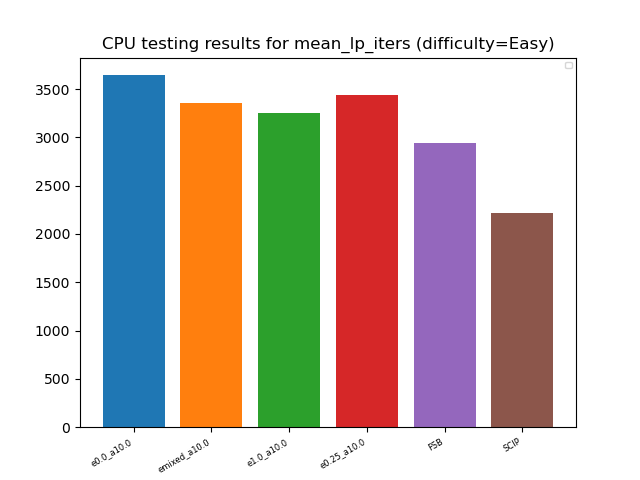 CPU testing results for mean_lp_iters (difficulty=Easy)
3500
3000
2500
2000
1500
1000
500
0
e0.0_a10.0
emixed_a10.0
e1.0_a10.0
e0.25_a10.0
FSB
SCIP